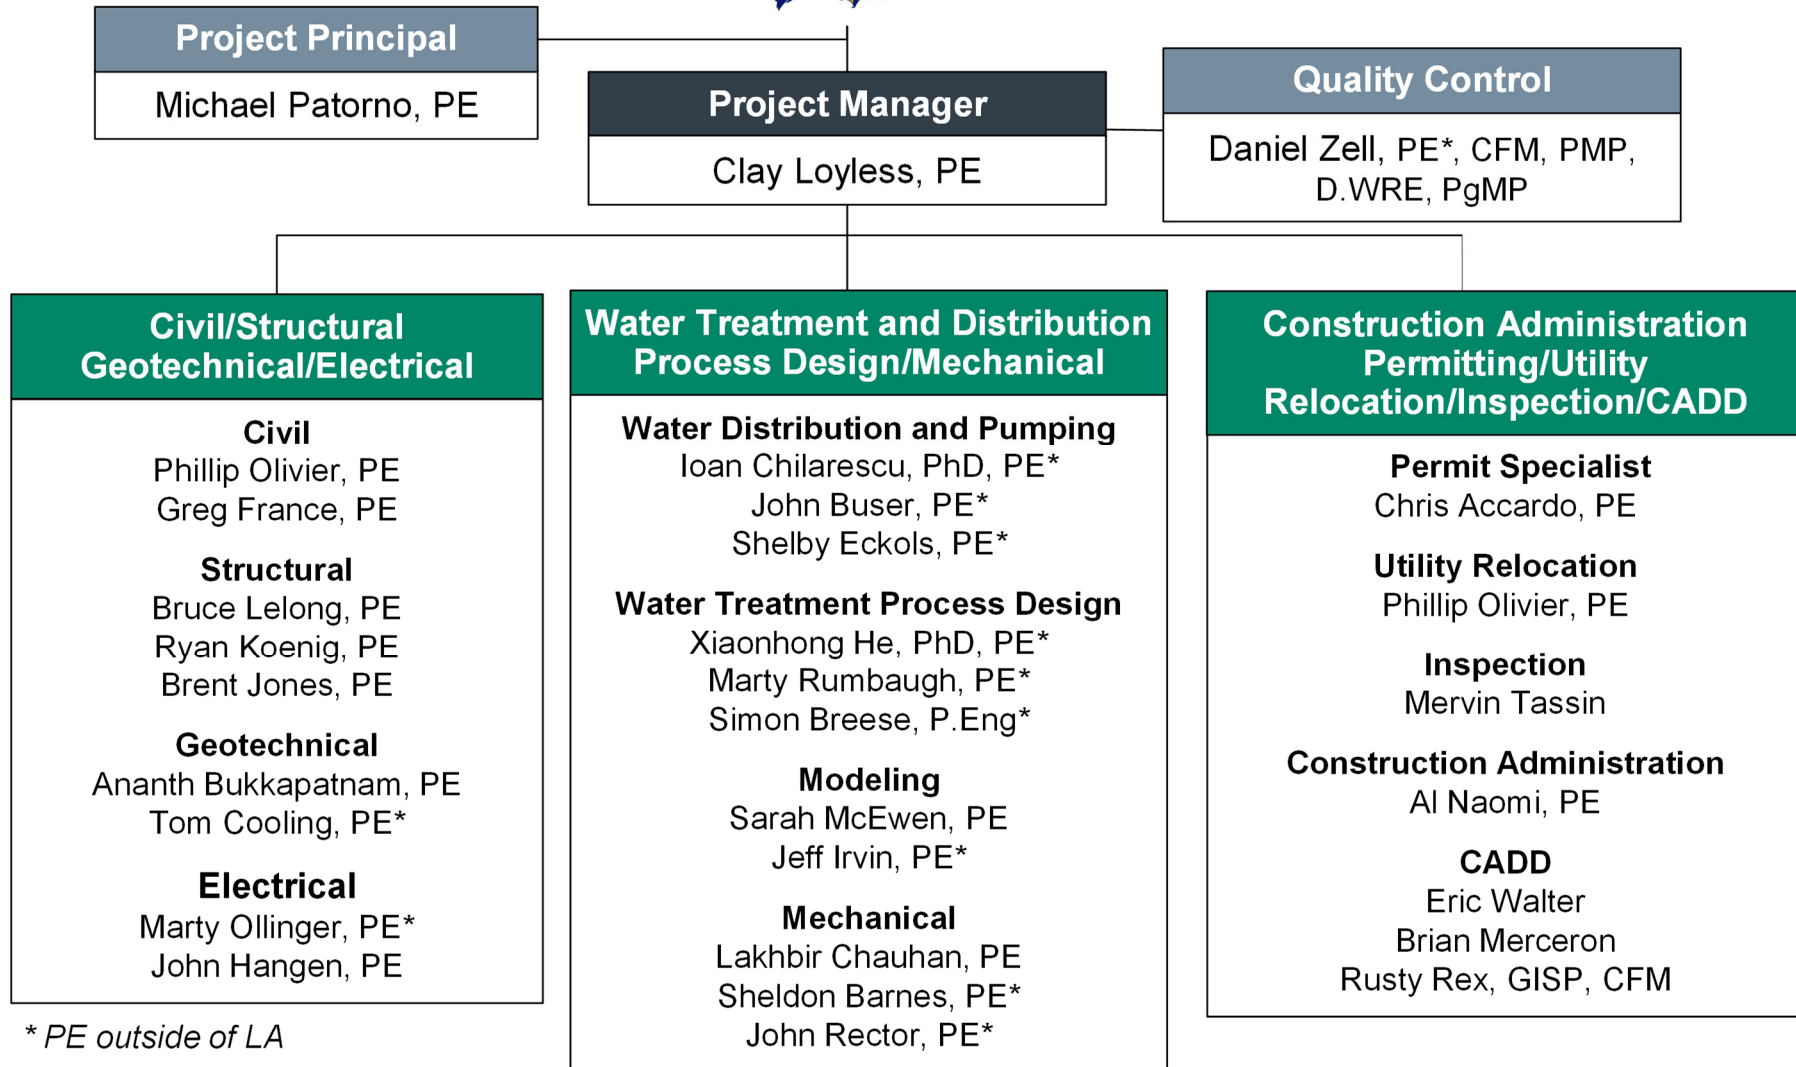 Project Principal
Michael Patorno, PE
Project Manager
Clay Loyless, PE
Quality Control
Daniel Zell, PE*, CFM, PMP,
D.WRE, PgMP
Civil/Structural
Geotechnical/Electrical
Civil
Phillip Olivier, PE
Greg France, PE
Structural
Bruce Lelong, PE
Ryan Koenig, PE
Brent Jones, PE
Geotechnical
Ananth Bukkapatnam, PE
Tom Cooling, PE*
Electrical
Marty Ollinger, PE*
John Hangen, PE
* PE outside of LA
Water Treatment and Distribution
Process Design/Mechanical
Water Distribution and Pumping
Ioan Chilarescu, PhD, PE*
John Buser, PE*
Shelby Eckols, PE*
Water Treatment Process Design
Xiaonhong He, PhD, PE*
Marty Rumbaugh, PE*
Simon Breese, P.Eng*
Modeling
Sarah McEwen, PE
Jeff Irvin, PE*
Mechanical
Lakhbir Chauhan, PE
Sheldon Barnes, PE*
John Rector, PE*
Construction Administration
Permitting/Utility
Relocation/Inspection/CADD
Permit Specialist
Chris Accardo, PE
Utility Relocation
Phillip Olivier, PE
Inspection
Mervin Tassin
Construction Administration
Al Naomi, PE
CADD
Eric Walter
Brian Merceron
Rusty Rex, GISP, CFM